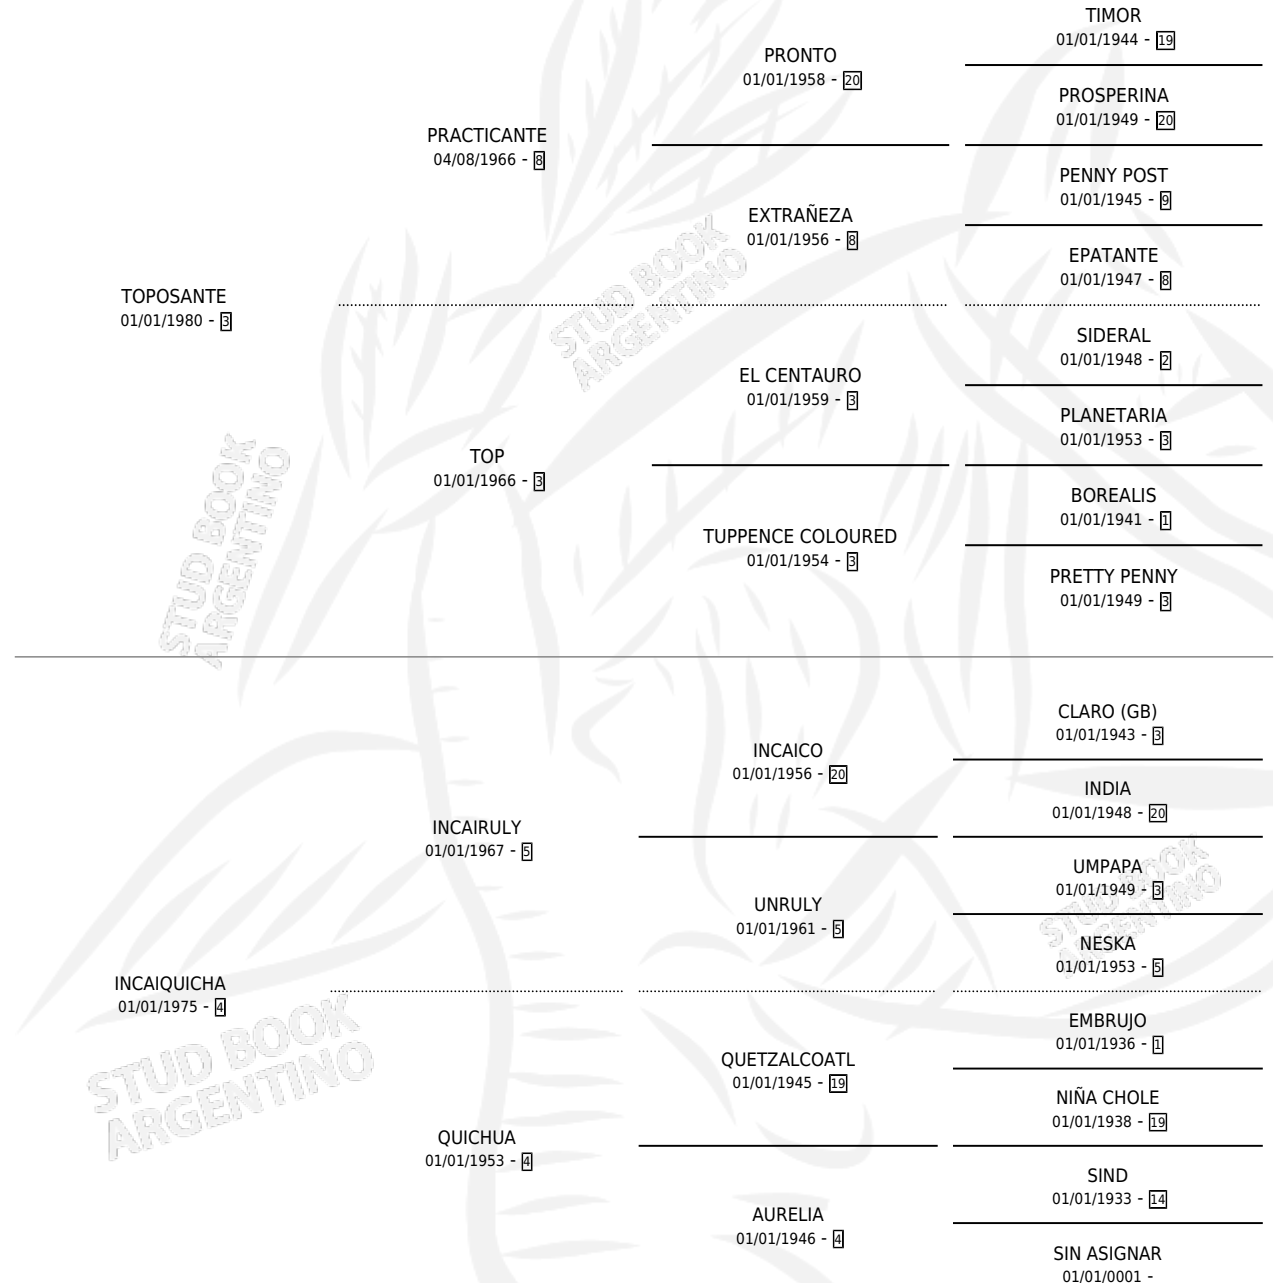 TIMOR
01/01/1944 - 19
PRONTO
01/01/1958 - 20
PROSPERINA
01/01/1949 - 20
PRACTICANTE
04/08/1966 - 8
PENNY POST
01/01/1945 - 9
EXTRAÑEZA
01/01/1956 - 8
EPATANTE
01/01/1947 - 8
TOPOSANTE
01/01/1980 - 3
STUD BOOK
ARGENTINO
SIDERAL
01/01/1948 - 2
EL CENTAURO
01/01/1959 - 3
PLANETARIA
01/01/1953 - 3
TOP
01/01/1966 - 3
BOREALIS
01/01/1941 - 1
TUPPENCE COLOURED
01/01/1954 - 3
PRETTY PENNY
01/01/1949 - 3
STUD BOOK
ARGENTINO
CLARO (GB)
01/01/1943 - 3
INCAICO
01/01/1956 - 20
INDIA
01/01/1948 - 20
INCAIRULY
01/01/1967 - 5
UMPAPA
01/01/1949 - 3
UNRULY
01/01/1961 - 5
STUD BOOK
ARGENTINO
NESKA
01/01/1953 - 5
INCAIQUICHA
01/01/1975 - 4
EMBRUJO
01/01/1936 - 1
QUETZALCOATL
01/01/1945 - 19
NIÑA CHOLE
01/01/1938 - 19
STUD BOOK
ARGENTINO
QUICHUA
01/01/1953 - 4
SIND
01/01/1933 - 14
AURELIA
01/01/1946 - 4
SIN ASIGNAR
01/01/0001 -